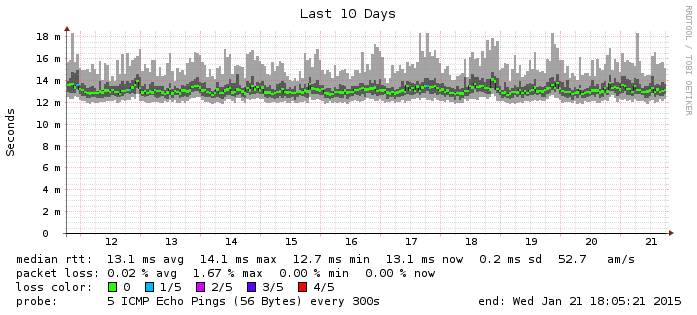 Last 10 Days
RRDTOOL / TOBI OETIKER
Seconds
18 m
16 m
14 m
12 m
10 m
8 m
6 m
4 m
2 m
0
12 13 14 15 16 17 18 19 20 21
median rtt: 13.1 ms avg 14.1 ms max 12.7 ms min 13.1 ms now 0.2 ms sd 52.7 am/s
packet loss: 0.02 % avg 1.67 % max 0.00 % min 0.00 % now
loss color: 0 1/5 2/5 3/5 4/5
probe: 5 ICMP Echo Pings (56 Bytes) every 300s end: Wed Jan 21 18:05:21 2015